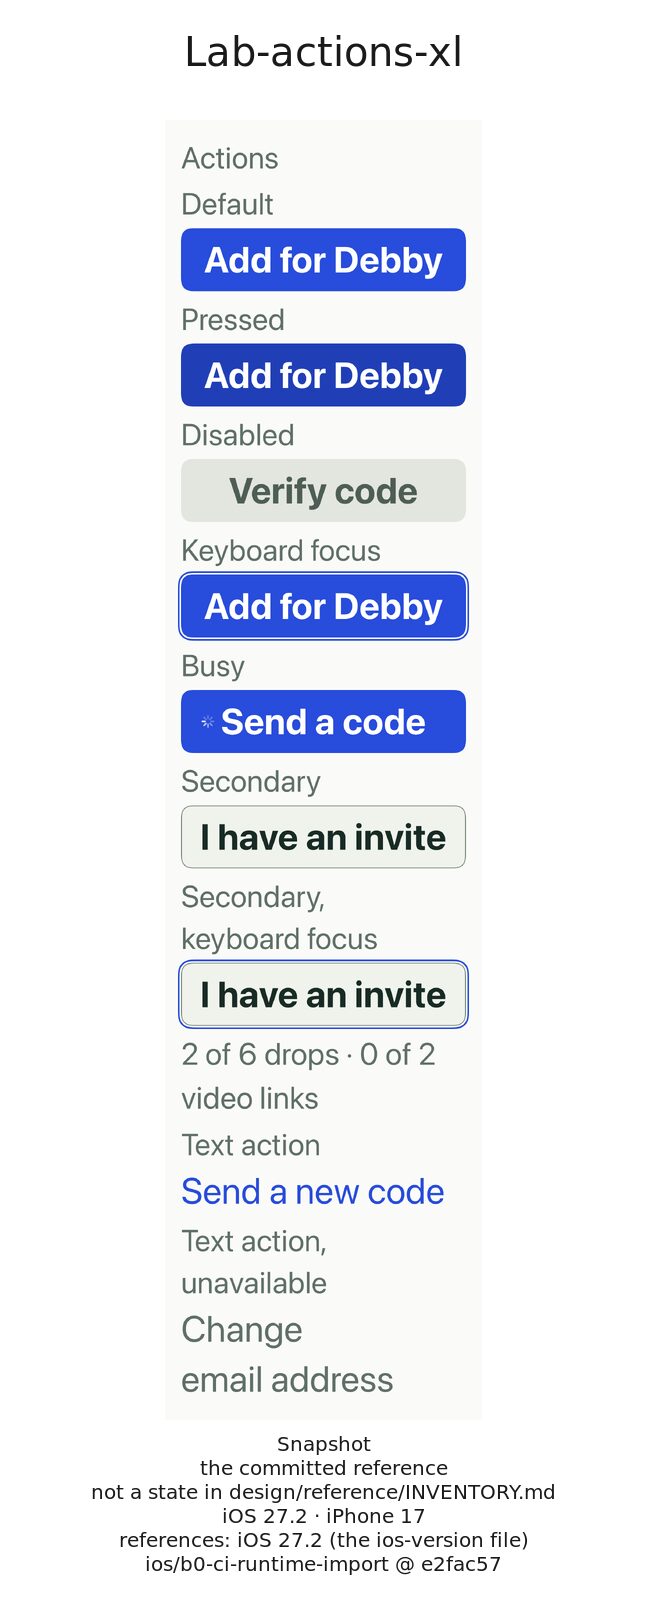 Lab-actions-xl
Actions
Default
Add for Debby
Pressed
Add for Debby
Disabled
Verify code
Keyboard focus
Add for Debby
Busy
Send a code
Secondary
I have an invite
Secondary,
keyboard focus
I have an invite
2 of 6 drops · 0 of 2
video links
Text action
Send a new code
Text action,
unavailable
Change
email address
Snapshot
the committed reference
not a state in design/reference/INVENTORY.md
iOS 27.2 · iPhone 17
references: iOS 27.2 (the ios-version file)
ios/b0-ci-runtime-import @ e2fac57